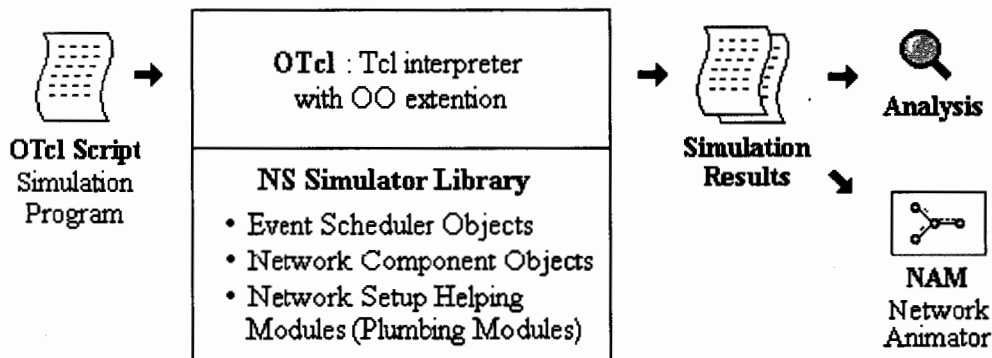 OTcl Script
Simulation
Program
OTcl : Tcl interpreter
with OO extention
NS Simulator Library
• Event Scheduler Objects
• Network Component Objects
• Network Setup Helping
Modules (Plumbing Modules)
Simulation
Results
Analysis
NAM
Network
Animator